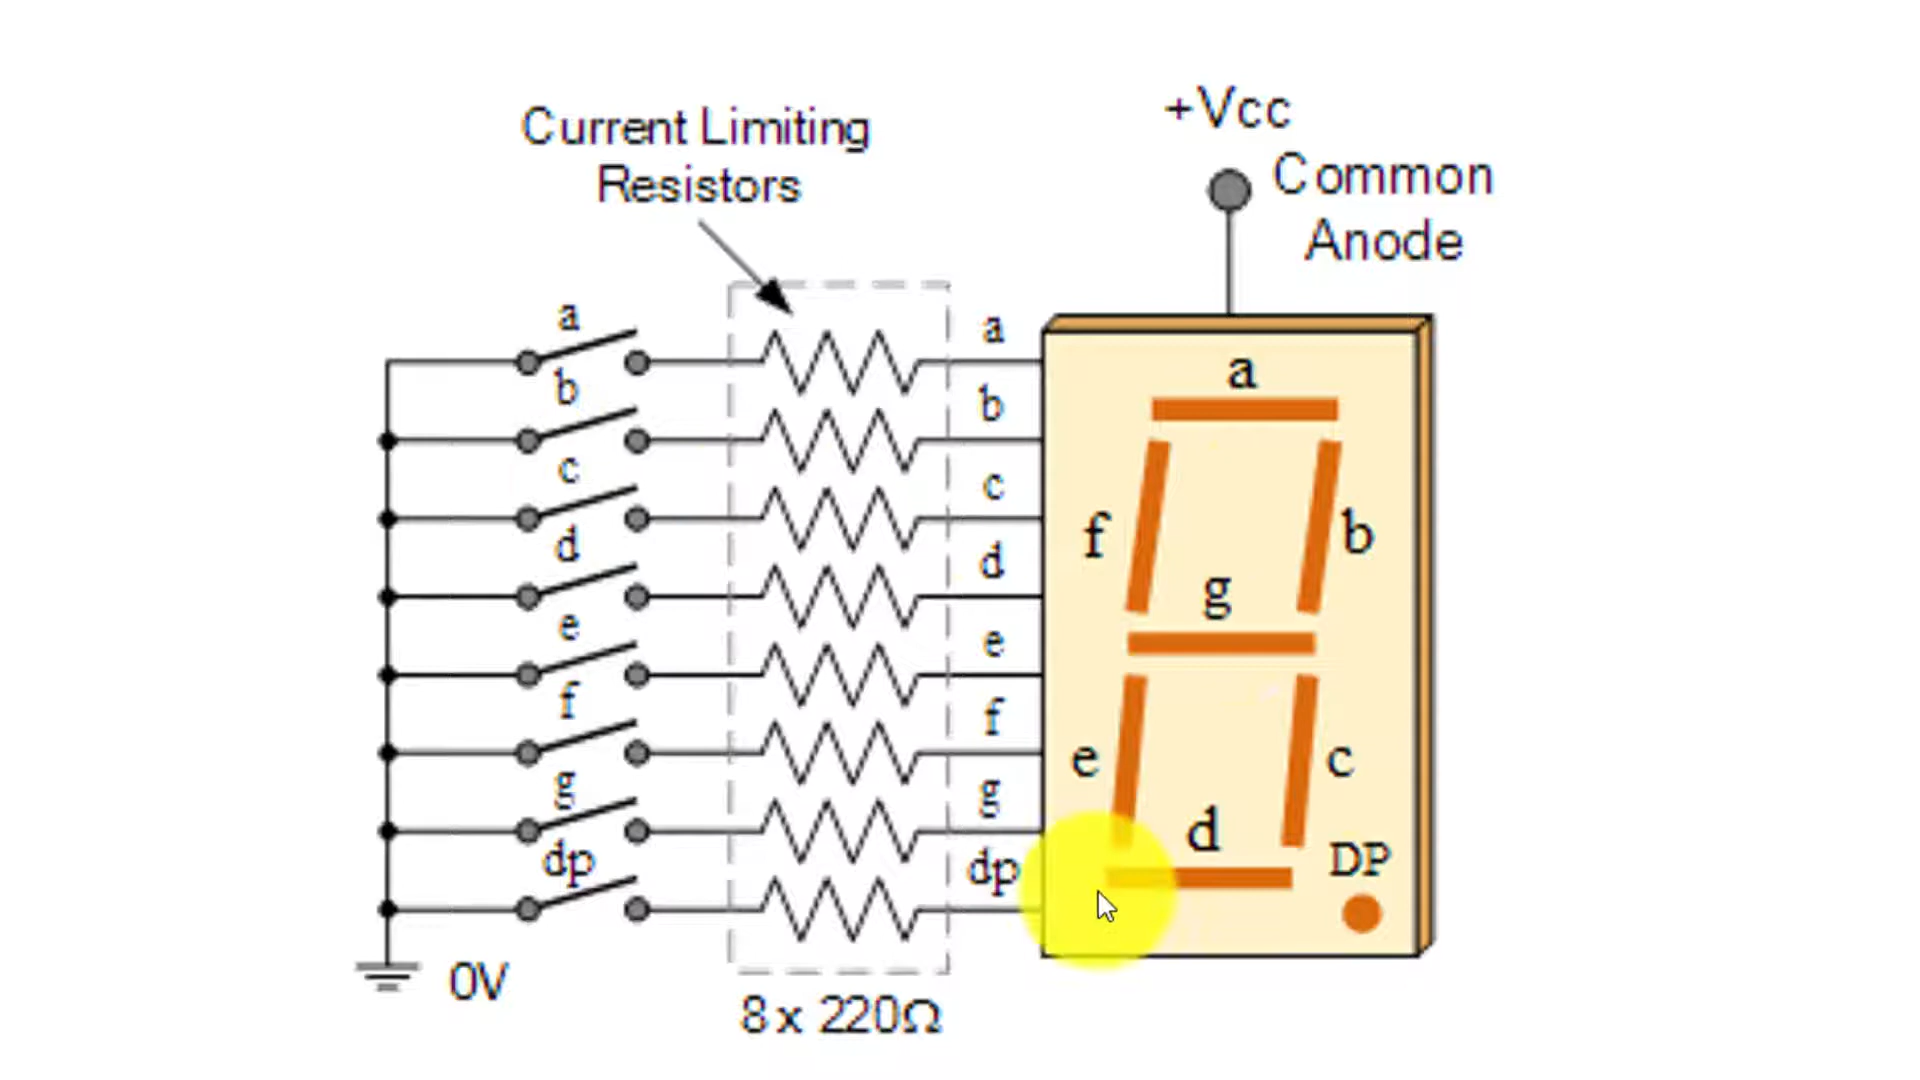 +Vcc
Common
Anode
Current Limiting
Resistors
a
b
c
d
e
f
g
dp
a
b
c
d
e
f
g
dp
a
f
b
g
e
c
d
DP
0V
8 x 220Ω